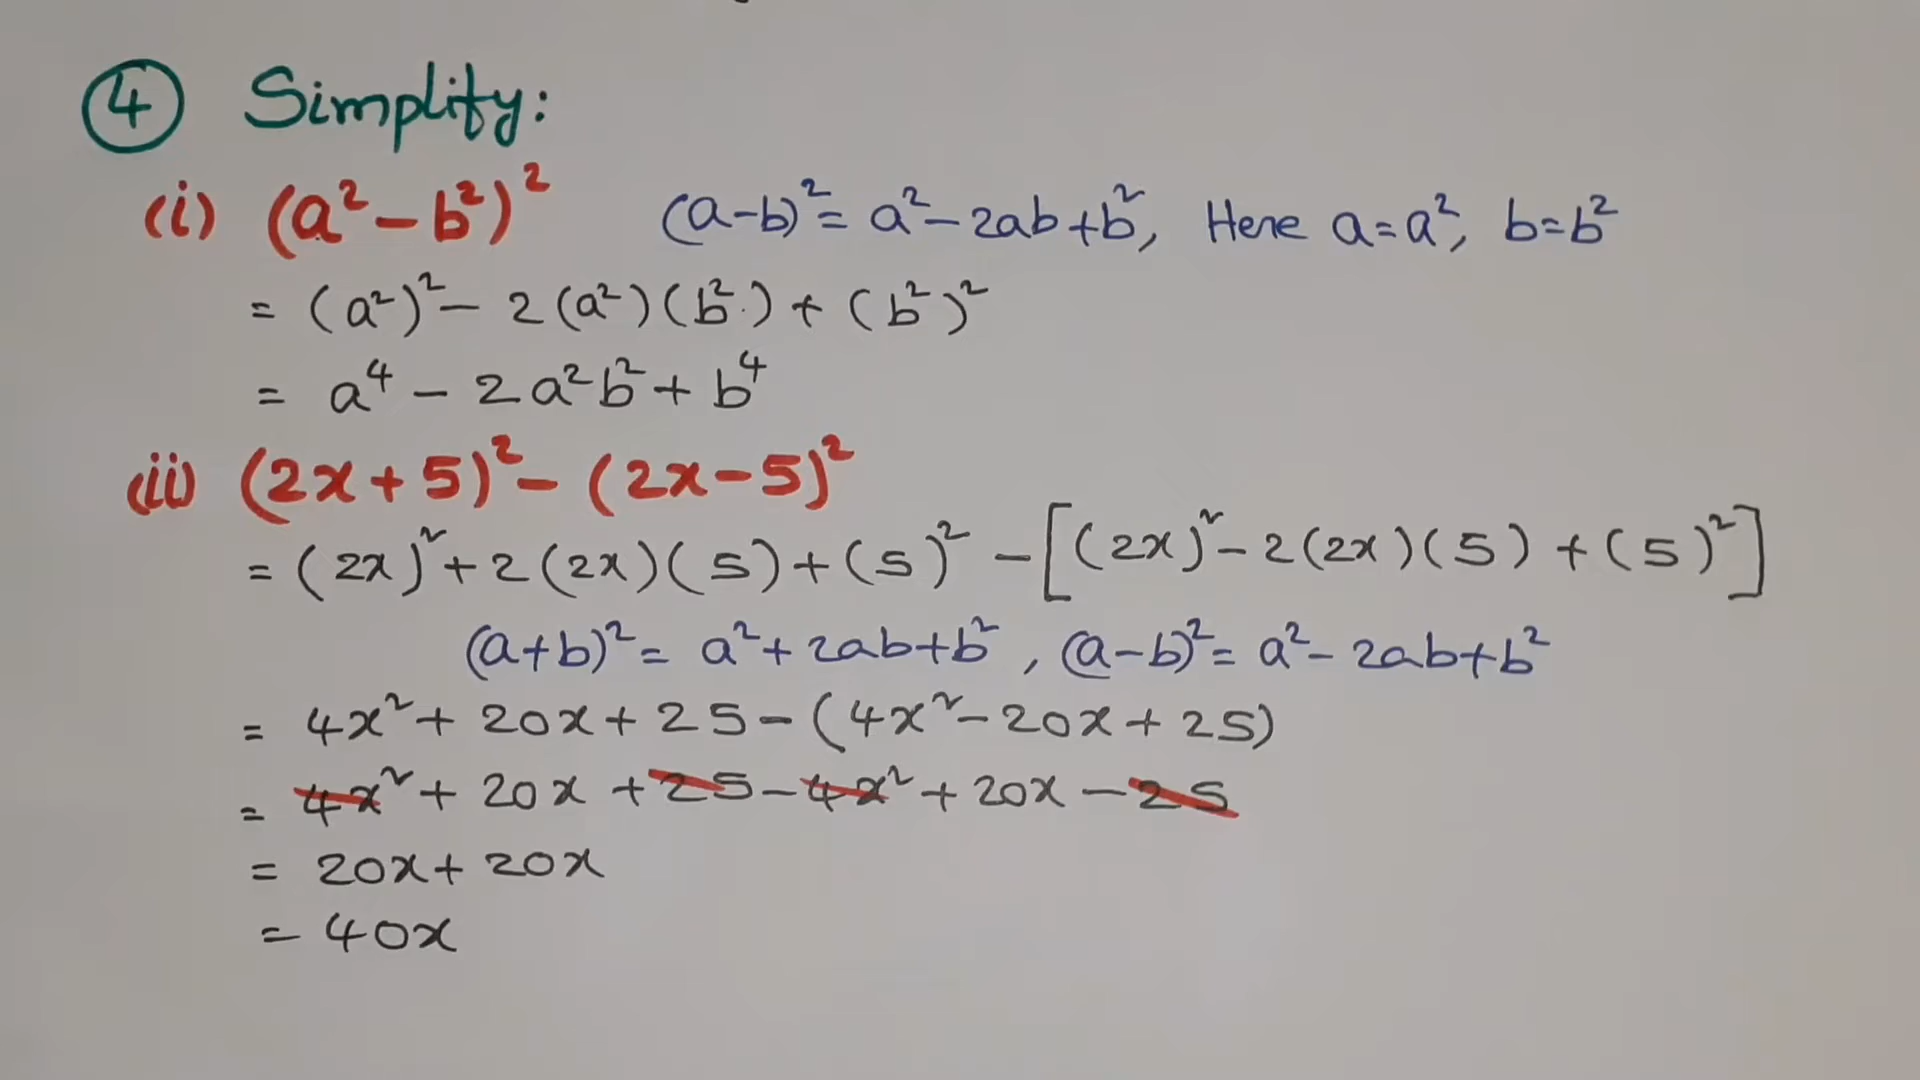 ④ Simplify:
(i) (a²-b²)² (a-b)² = a²-2ab+b², Here a=a², b=b²
= (a²)² - 2(a²)(b²) + (b²)²
= a⁴ - 2a²b² + b⁴
(ii) (2x+5)² - (2x-5)²
= (2x)² + 2(2x)(5) + (5)² - [(2x)² - 2(2x)(5) + (5)²]
(a+b)² = a²+2ab+b², (a-b)² = a²-2ab+b²
= 4x² + 20x + 25 - (4x² - 20x + 25)
= 4x² + 20x + 25 - 4x² + 20x - 25
= 20x + 20x
= 40x